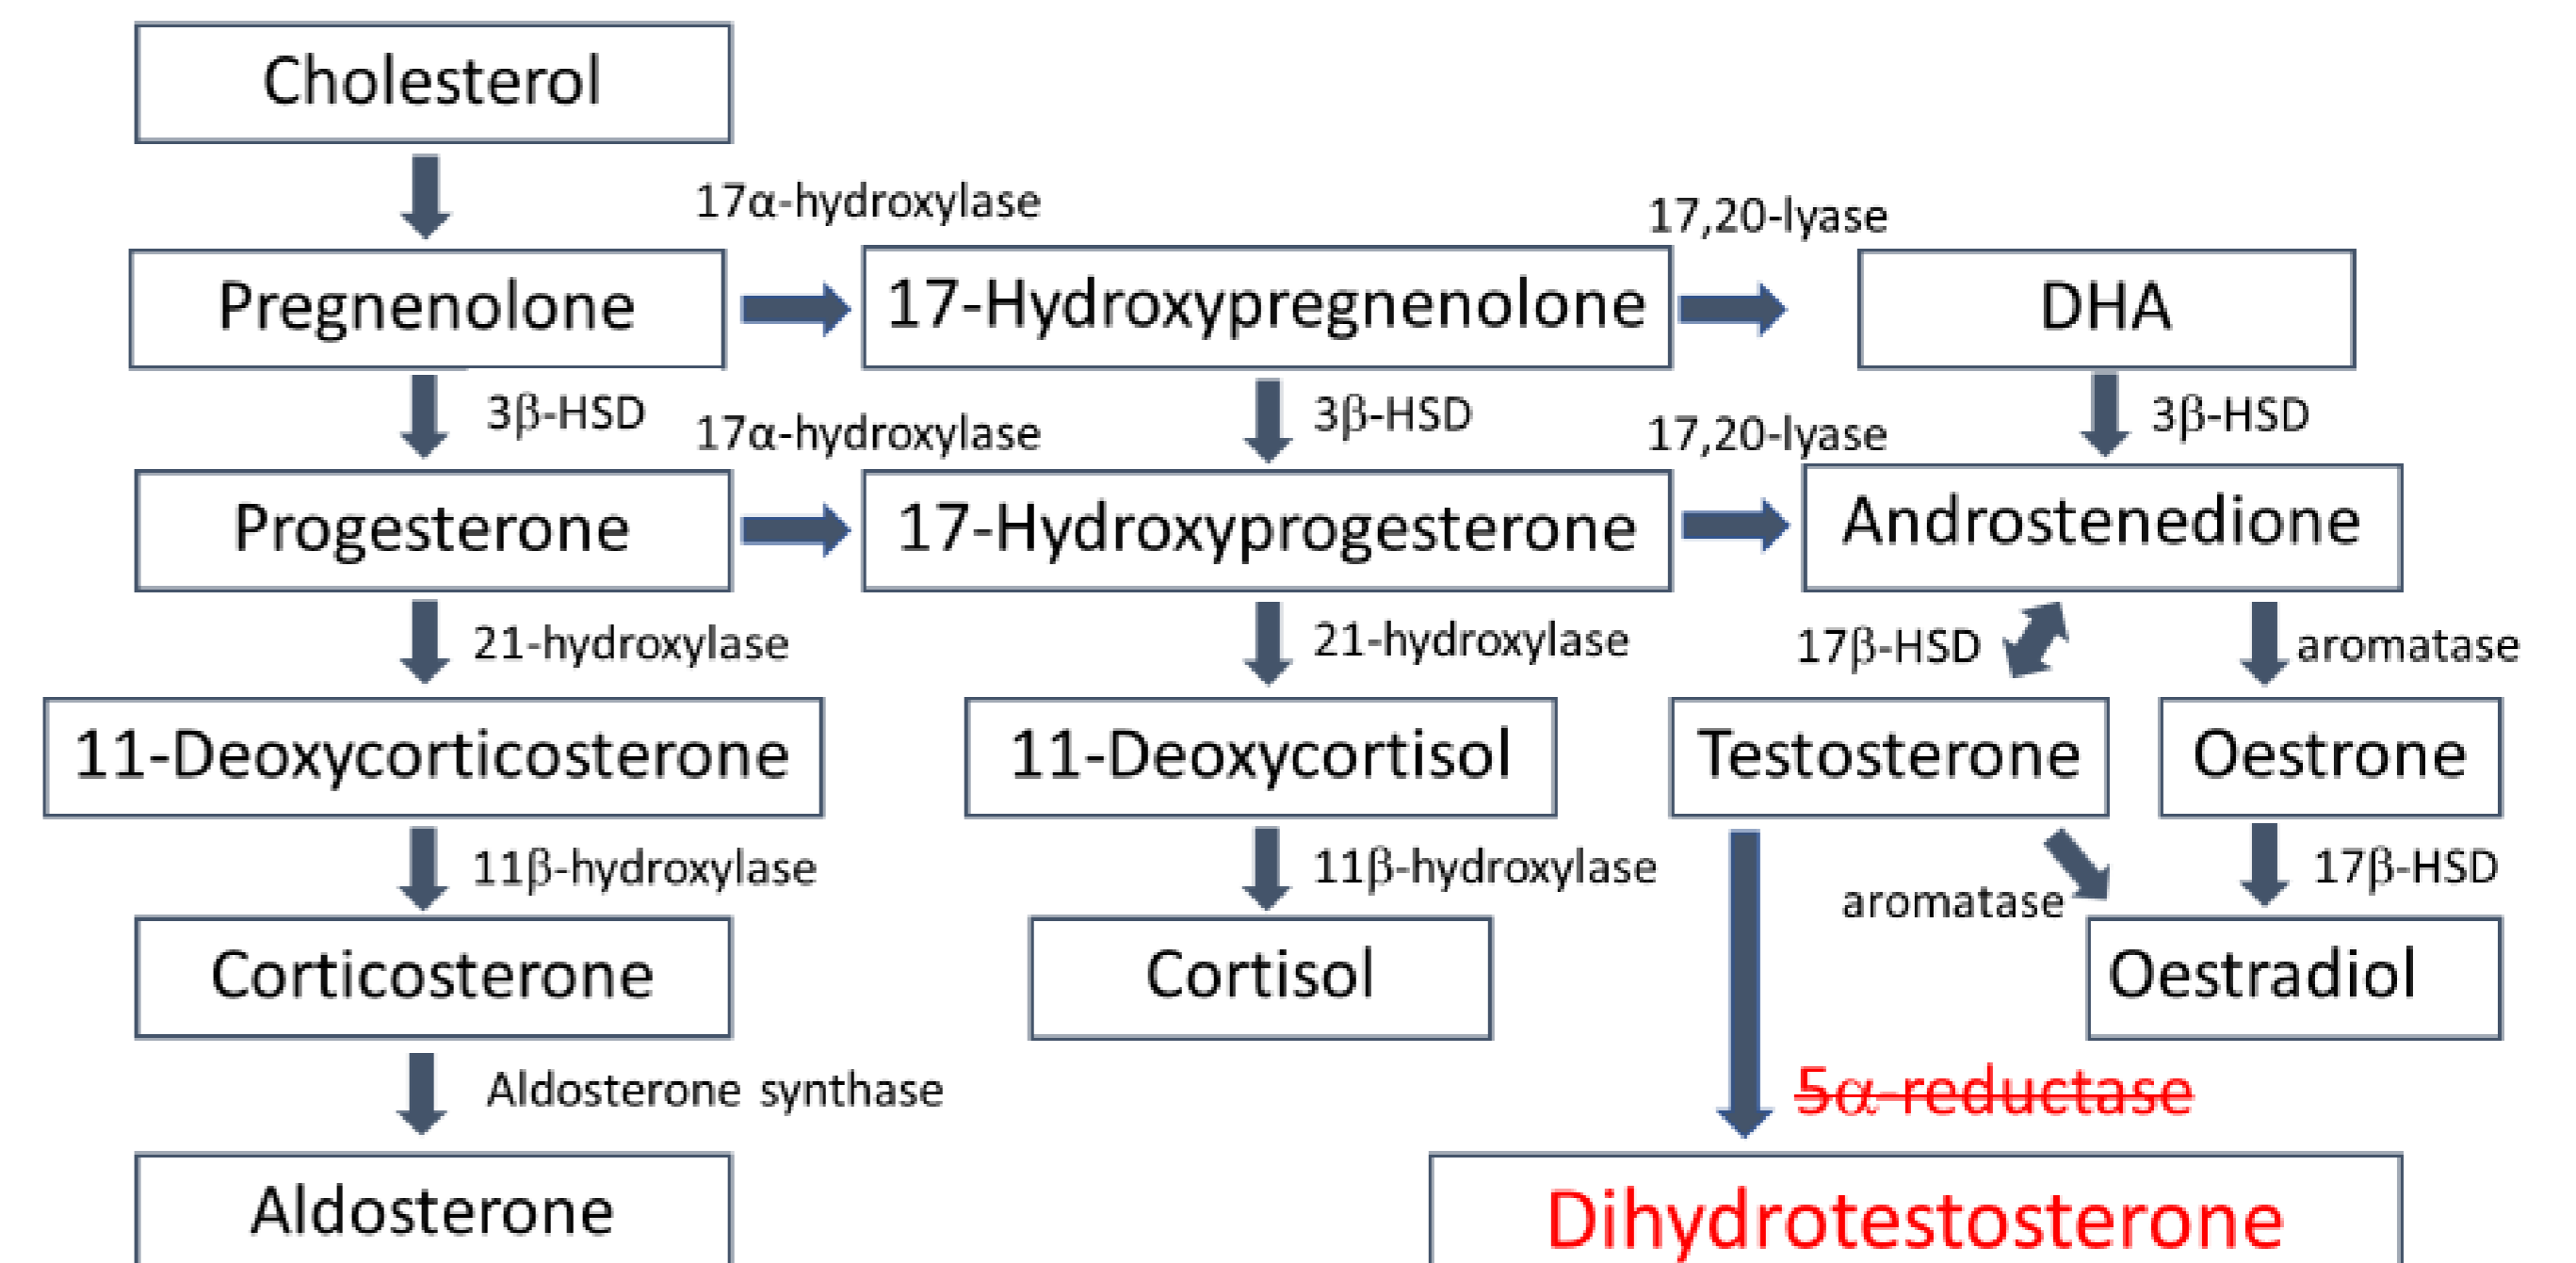 Cholesterol
17α-hydroxylase
17,20-lyase
Pregnenolone
17-Hydroxypregnenolone
DHA
3β-HSD
3β-HSD
3β-HSD
17α-hydroxylase
17,20-lyase
Progesterone
17-Hydroxyprogesterone
Androstenedione
21-hydroxylase
21-hydroxylase
17β-HSD
aromatase
11-Deoxycorticosterone
11-Deoxycortisol
Testosterone
Oestrone
11β-hydroxylase
11β-hydroxylase
aromatase
17β-HSD
Corticosterone
Cortisol
Oestradiol
Aldosterone synthase
5α-reductase
Aldosterone
Dihydrotestosterone